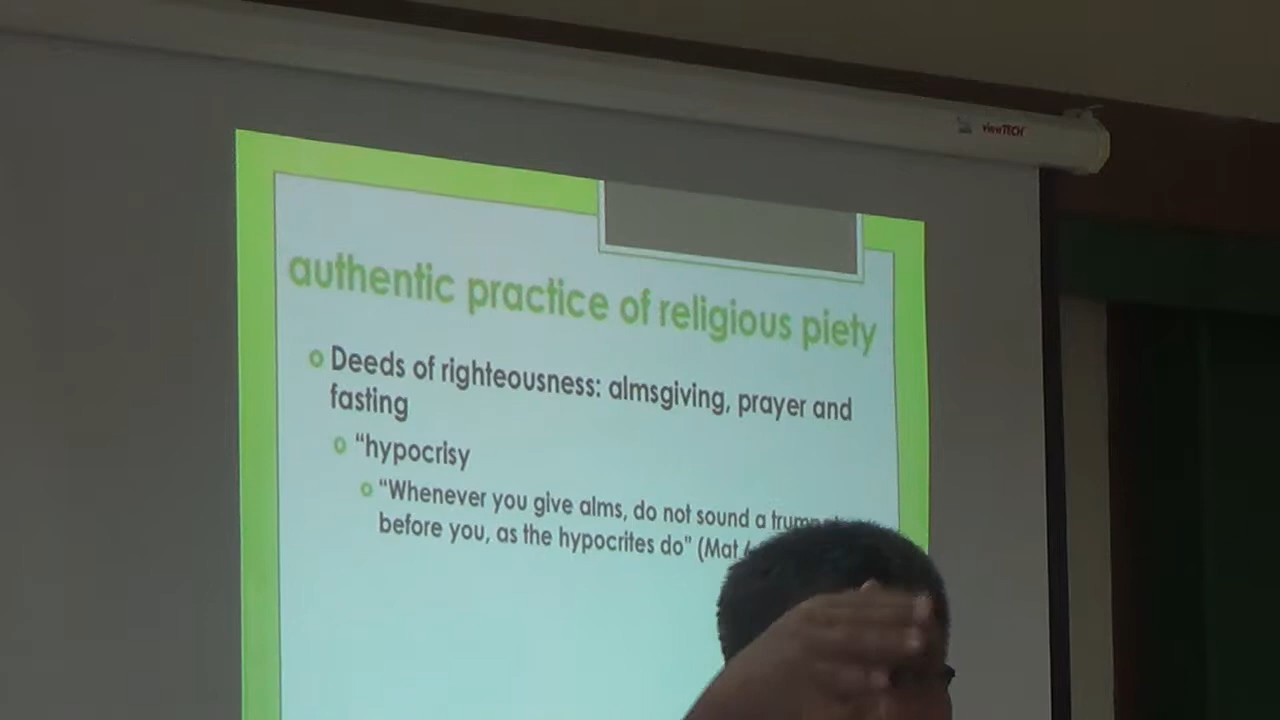 viewTECH
authentic practice of religious piety
o Deeds of righteousness: almsgiving, prayer and
fasting
o “hypocrisy
o “Whenever you give alms, do not sound a
before you, as the hypocrites do” (Mat